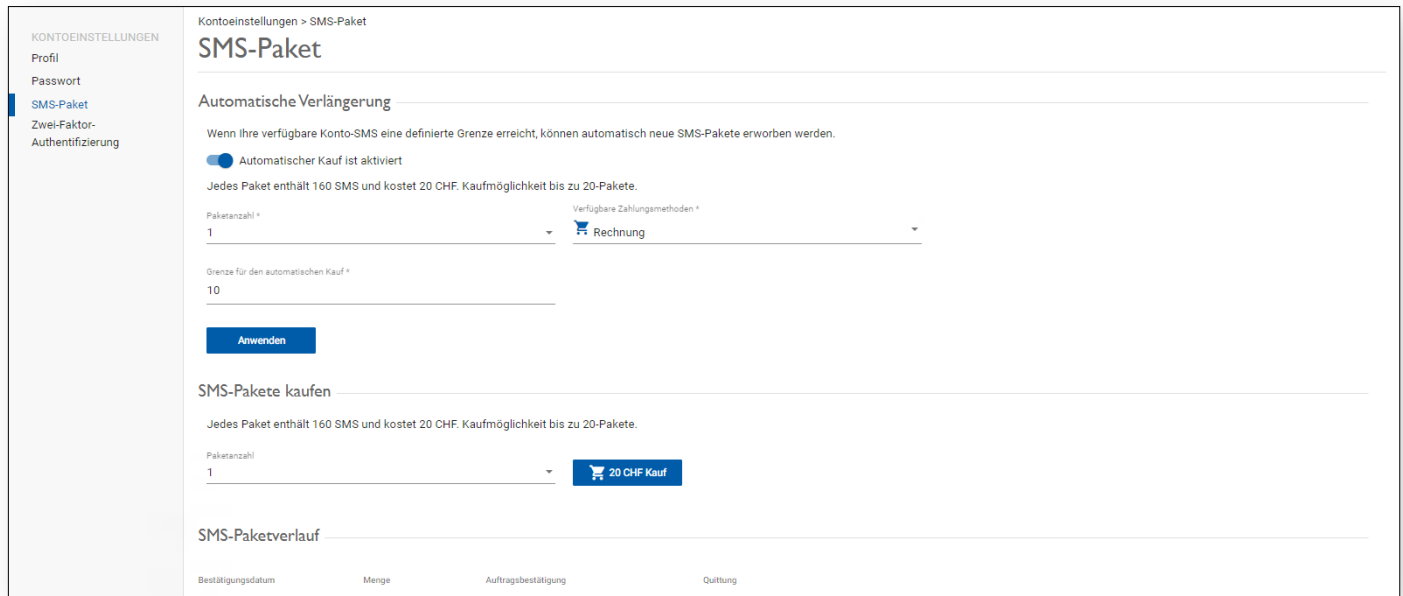 KONTOEINSTELLUNGEN
Profil
Passwort
SMS-Paket
Zwei-Faktor-
Authentifizierung
Kontoeinstellungen > SMS-Paket
SMS-Paket
Automatische Verlängerung
Wenn Ihre verfügbare Konto-SMS eine definierte Grenze erreicht, können automatisch neue SMS-Pakete erworben werden.
Automatischer Kauf ist aktiviert
Jedes Paket enthält 160 SMS und kostet 20 CHF. Kaufmöglichkeit bis zu 20-Pakete.
Paketanzahl *
1
Verfügbare Zahlungsmethoden *
Rechnung
Grenze für den automatischen Kauf *
10
Anwenden
SMS-Pakete kaufen
Jedes Paket enthält 160 SMS und kostet 20 CHF. Kaufmöglichkeit bis zu 20-Pakete.
Paketanzahl
1
20 CHF Kauf
SMS-Paketverlauf
Bestätigungsdatum Menge Auftragsbestätigung Quittung